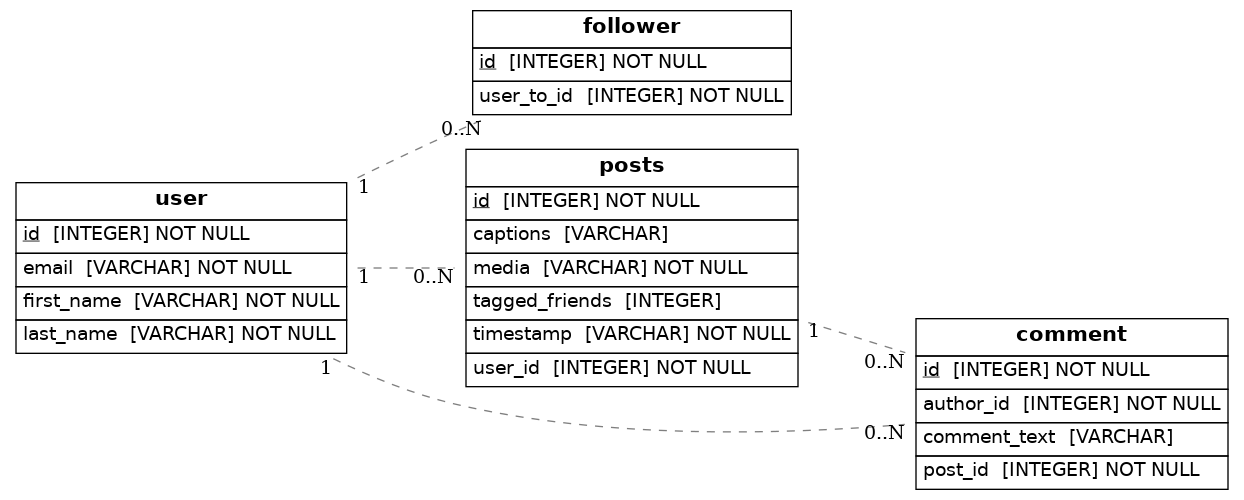 follower
id [INTEGER] NOT NULL
user_to_id [INTEGER] NOT NULL
0..N
1
user
id [INTEGER] NOT NULL
email [VARCHAR] NOT NULL
first_name [VARCHAR] NOT NULL
last_name [VARCHAR] NOT NULL
1
0..N
1
posts
id [INTEGER] NOT NULL
captions [VARCHAR]
media [VARCHAR] NOT NULL
tagged_friends [INTEGER]
timestamp [VARCHAR] NOT NULL
user_id [INTEGER] NOT NULL
1
0..N
0..N
comment
id [INTEGER] NOT NULL
author_id [INTEGER] NOT NULL
comment_text [VARCHAR]
post_id [INTEGER] NOT NULL